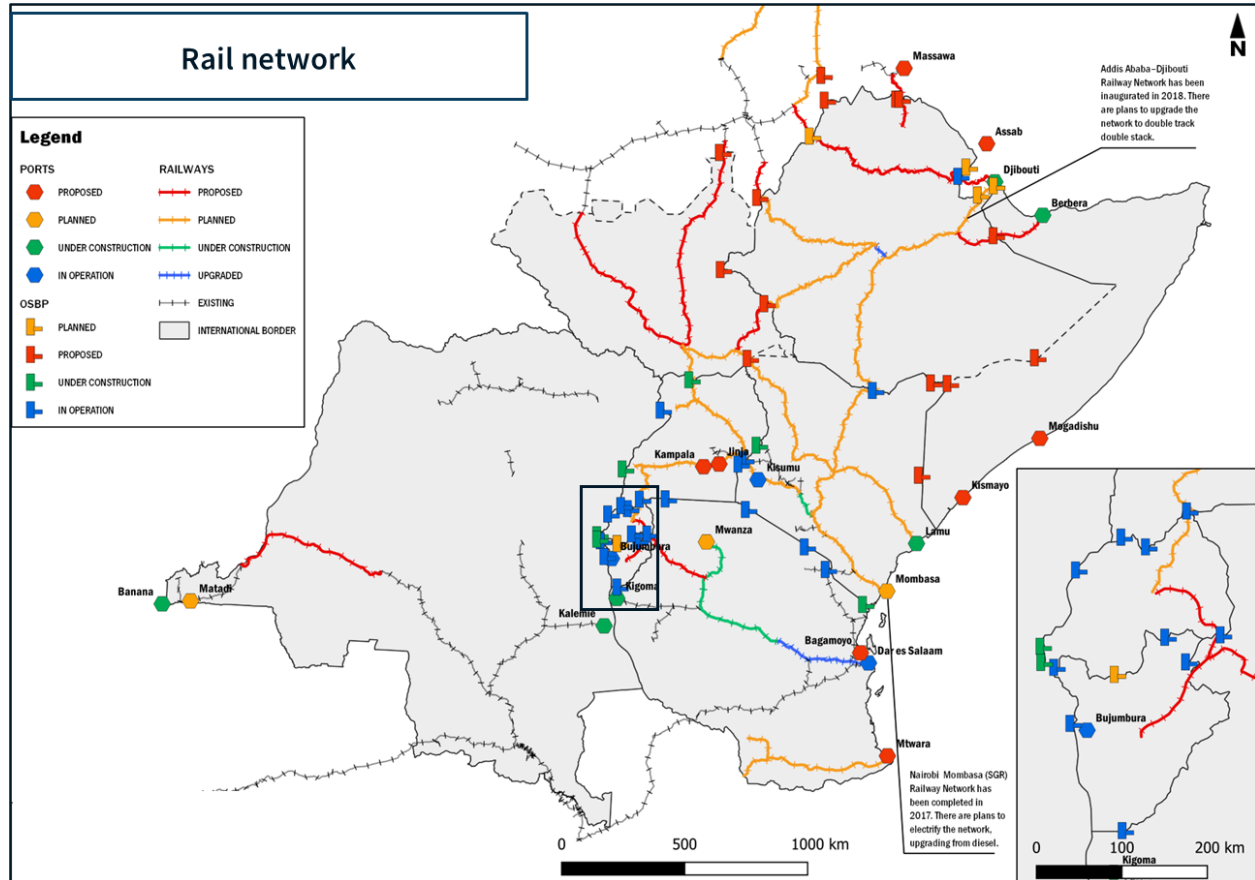 Rail network
N
Legend
PORTS
PROPOSED
PLANNED
UNDER CONSTRUCTION
IN OPERATION
OSBP
PLANNED
PROPOSED
UNDER CONSTRUCTION
IN OPERATION
RAILWAYS
PROPOSED
PLANNED
UNDER CONSTRUCTION
UPGRADED
EXISTING
INTERNATIONAL BORDER
Massawa
Addis Ababa–Djibouti
Railway Network has been
inaugurated in 2018. There
are plans to upgrade the
network to double track
double stack.
Assab
Djibouti
Berbera
Mogadishu
Kampala
Jinja
Kisumu
Kismayo
Mwanza
Lamu
Bujumbura
Banana
Matadi
Kigoma
Mombasa
Kalemie
Bagamoyo
Dar es Salaam
Mtwara
Nairobi Mombasa (SGR)
Railway Network has
been completed in
2017. There are plans to
electrify the network,
upgrading from diesel.
0 500 1000 km
Bujumbura
0 100 200 km
Kigoma